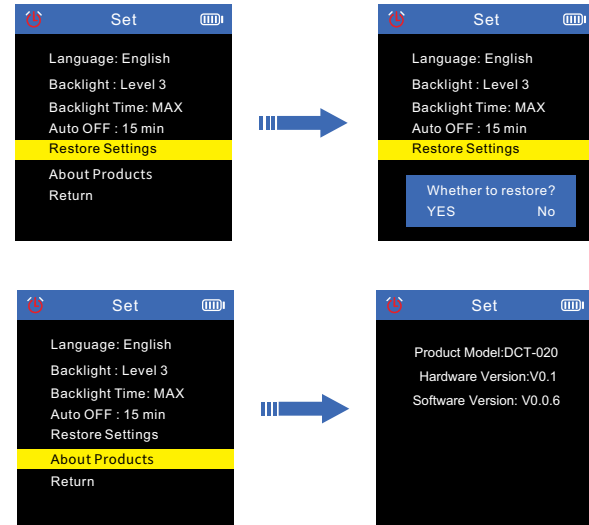 Set
Language: English
Backlight : Level 3
Backlight Time: MAX
Auto OFF : 15 min
Restore Settings
About Products
Return
Set
Language: English
Backlight : Level 3
Backlight Time: MAX
Auto OFF : 15 min
Restore Settings
Whether to restore?
YES No
Set
Language: English
Backlight : Level 3
Backlight Time: MAX
Auto OFF : 15 min
Restore Settings
About Products
Return
Set
Product Model:DCT-020
Hardware Version:V0.1
Software Version: V0.0.6